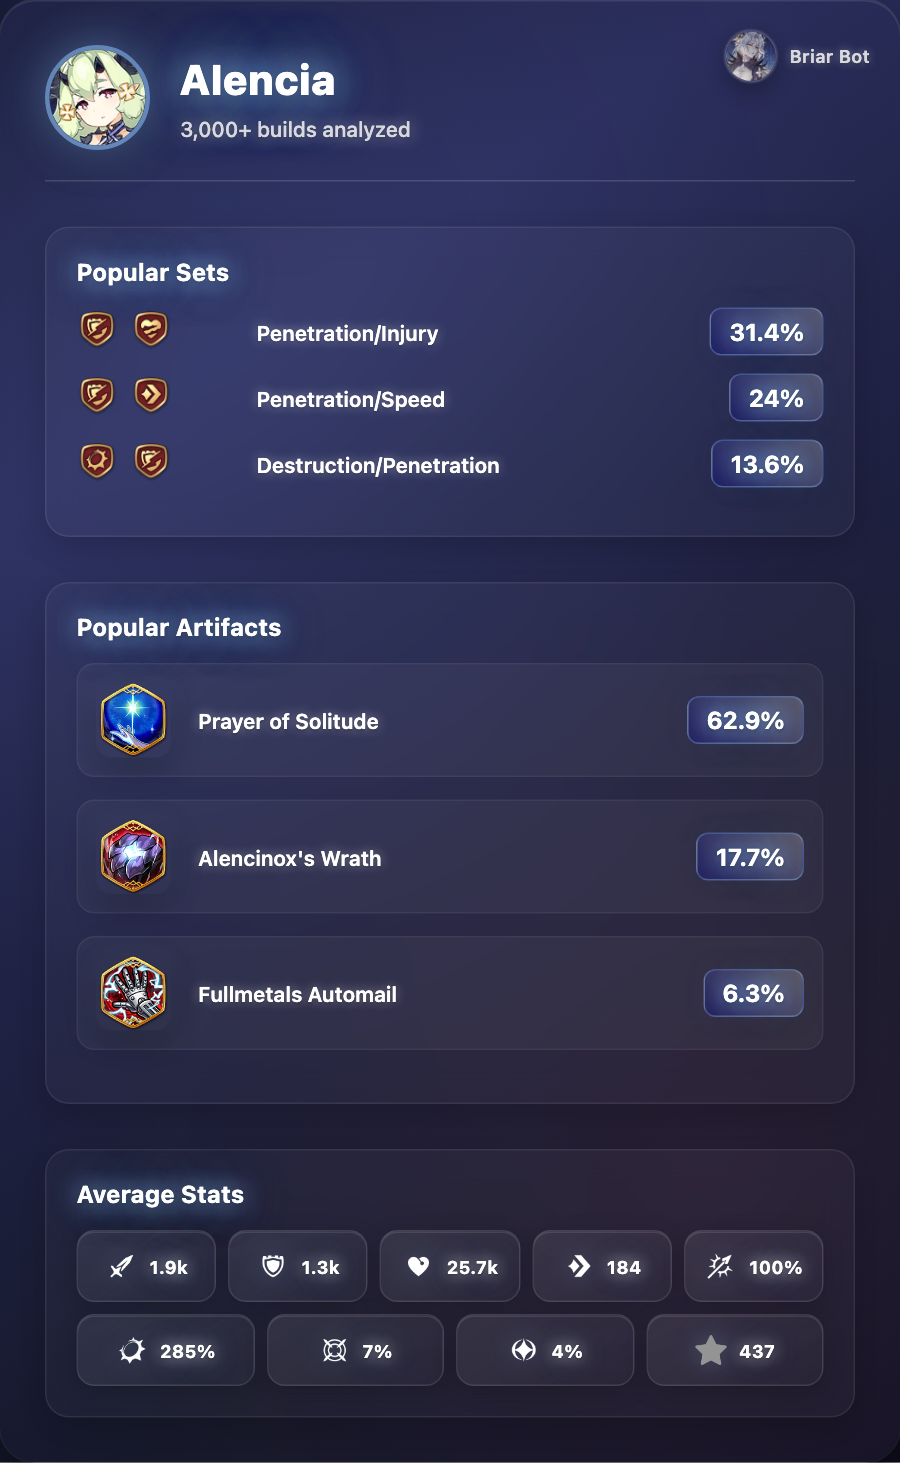 Alencia
3,000+ builds analyzed
Briar Bot
Popular Sets
Penetration/Injury
31.4%
Penetration/Speed
24%
Destruction/Penetration
13.6%
Popular Artifacts
Prayer of Solitude
62.9%
Alencinox's Wrath
17.7%
Fullmetals Automail
6.3%
Average Stats
1.9k
1.3k
25.7k
184
100%
285%
7%
4%
437